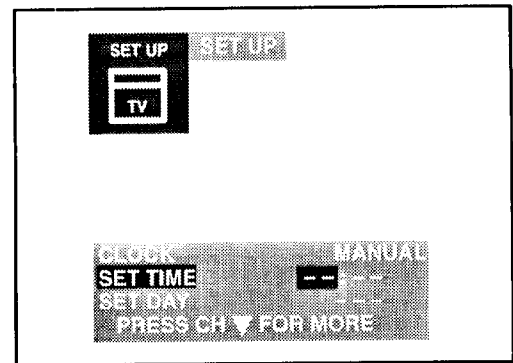 SET UP SET UP
TV
CLOCK MANUAL
SET TIME -- ---
SET DAY ---
PRESS CH ▼ FOR MORE